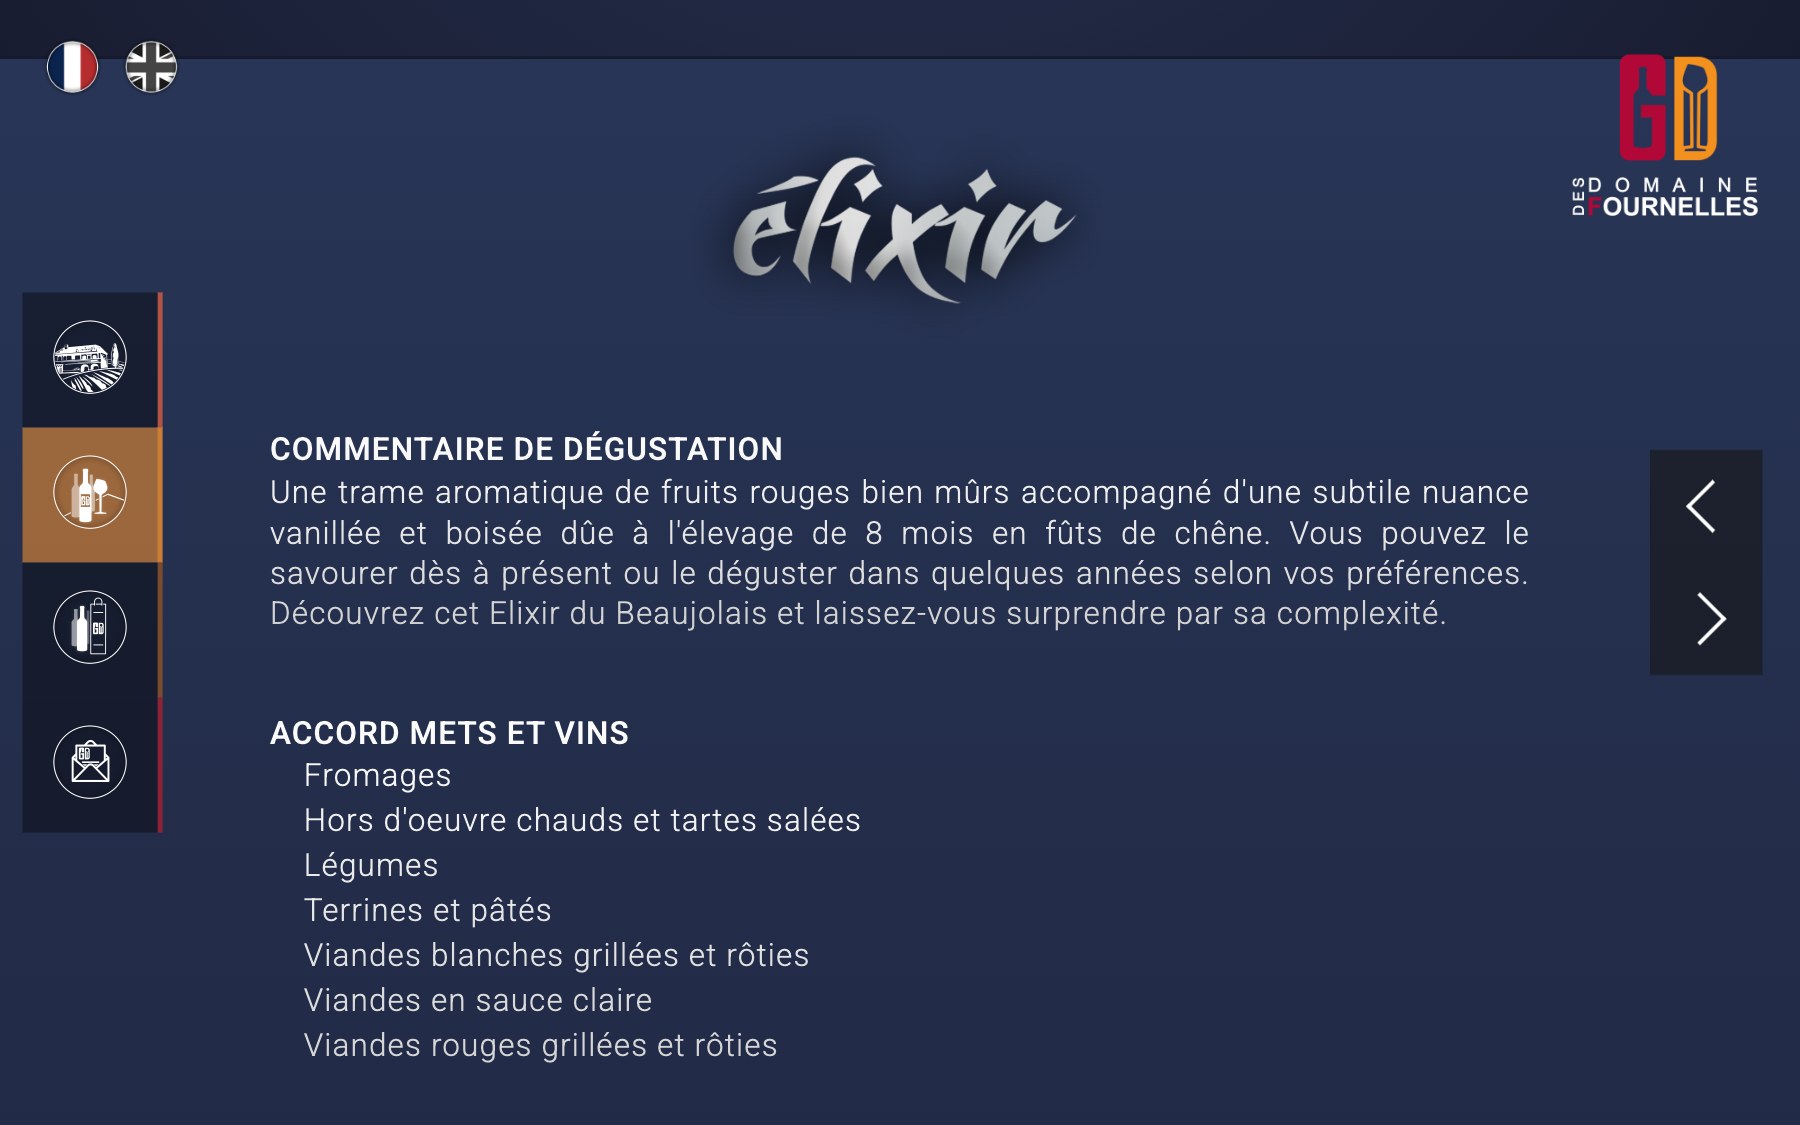 GD
DES DOMAINE
FOURNELLES
élixir
COMMENTAIRE DE DÉGUSTATION
Une trame aromatique de fruits rouges bien mûrs accompagné d'une subtile nuance
vanillée et boisée dûe à l'élevage de 8 mois en fûts de chêne. Vous pouvez le
savourer dès à présent ou le déguster dans quelques années selon vos préférences.
Découvrez cet Elixir du Beaujolais et laissez-vous surprendre par sa complexité.
ACCORD METS ET VINS
Fromages
Hors d'oeuvre chauds et tartes salées
Légumes
Terrines et pâtés
Viandes blanches grillées et rôties
Viandes en sauce claire
Viandes rouges grillées et rôties
GD
GD
GD